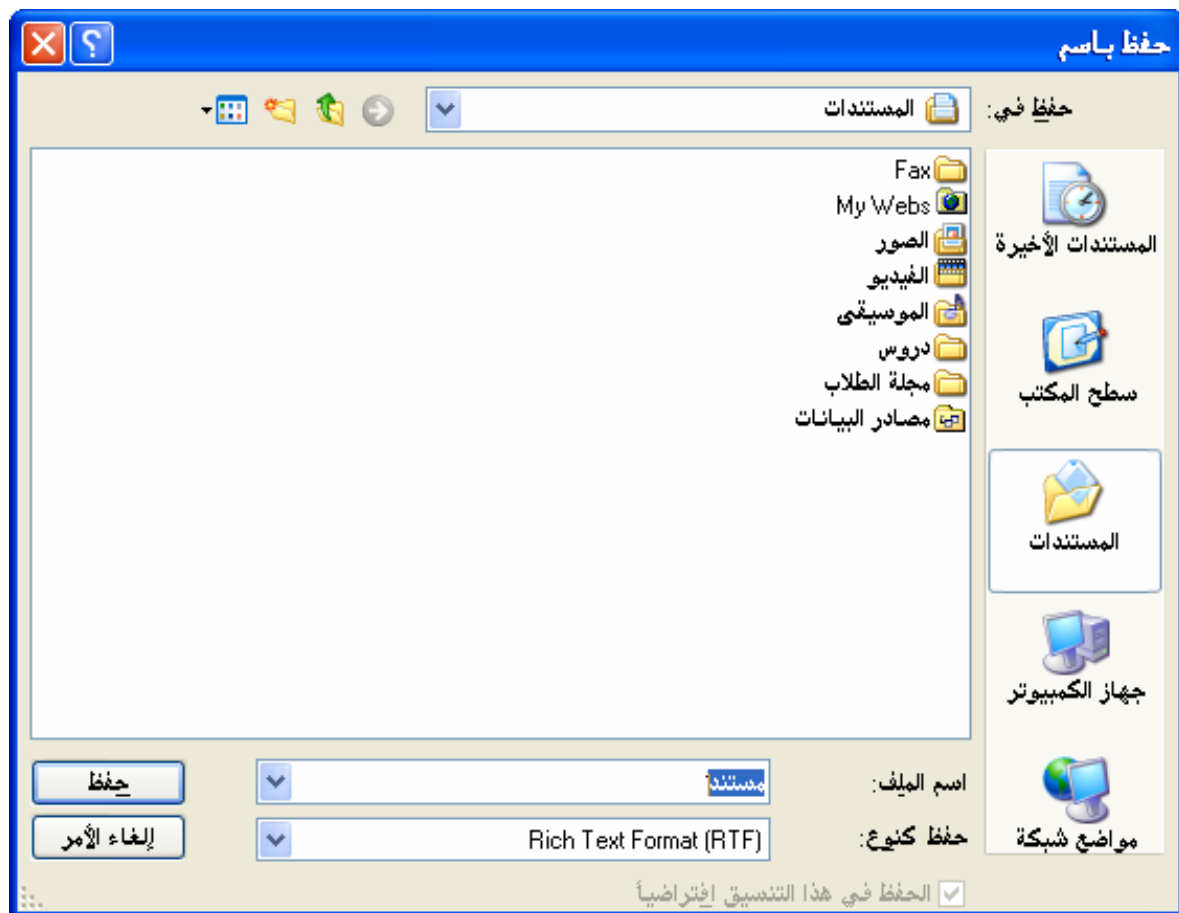 حفظ باسم
حفظ في:
المستندات
Fax
My Webs
الصور
الفيديو
الموسيقى
دروس
مجلة الطلاب
مصادر البيانات
المستندات الأخيرة
سطح المكتب
المستندات
جهاز الكمبيوتر
مواضع شبكة
اسم الملف: مستند
حفظ
حفظ كنوع: Rich Text Format (RTF)
إلغاء الأمر
الحفظ في هذا التنسيق افتراضياً